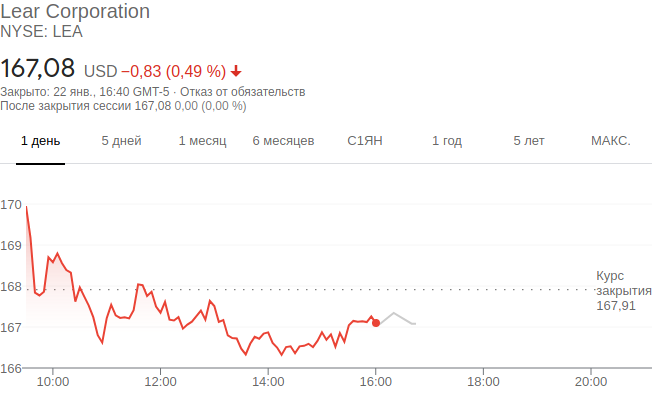 Lear Corporation
NYSE: LEA
167,08 USD −0,83 (0,49 %)
Закрыто: 22 янв., 16:40 GMT-5 · Отказ от обязательств
После закрытия сессии 167,08 0,00 (0,00 %)
1 день 5 дней 1 месяц 6 месяцев С1ЯН 1 год 5 лет МАКС.
170
169
168
167
166
Курс
закрытия
167,91
10:00 12:00 14:00 16:00 18:00 20:00